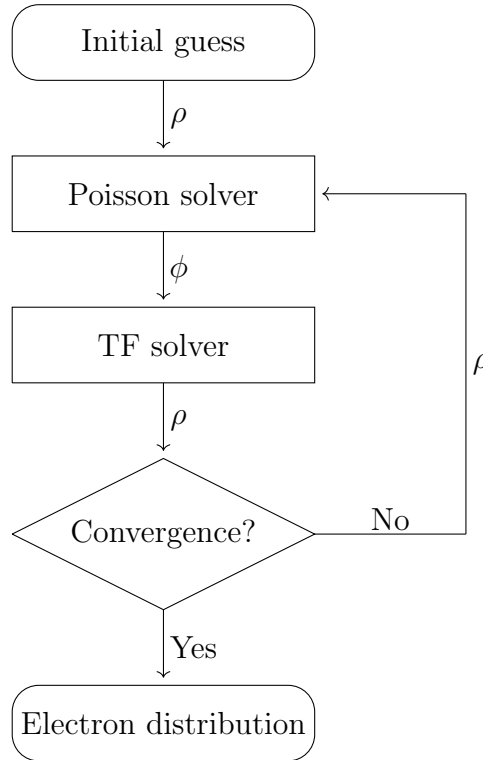 Initial guess
ρ
Poisson solver
ϕ
TF solver
ρ
ρ
Convergence?
No
Yes
Electron distribution